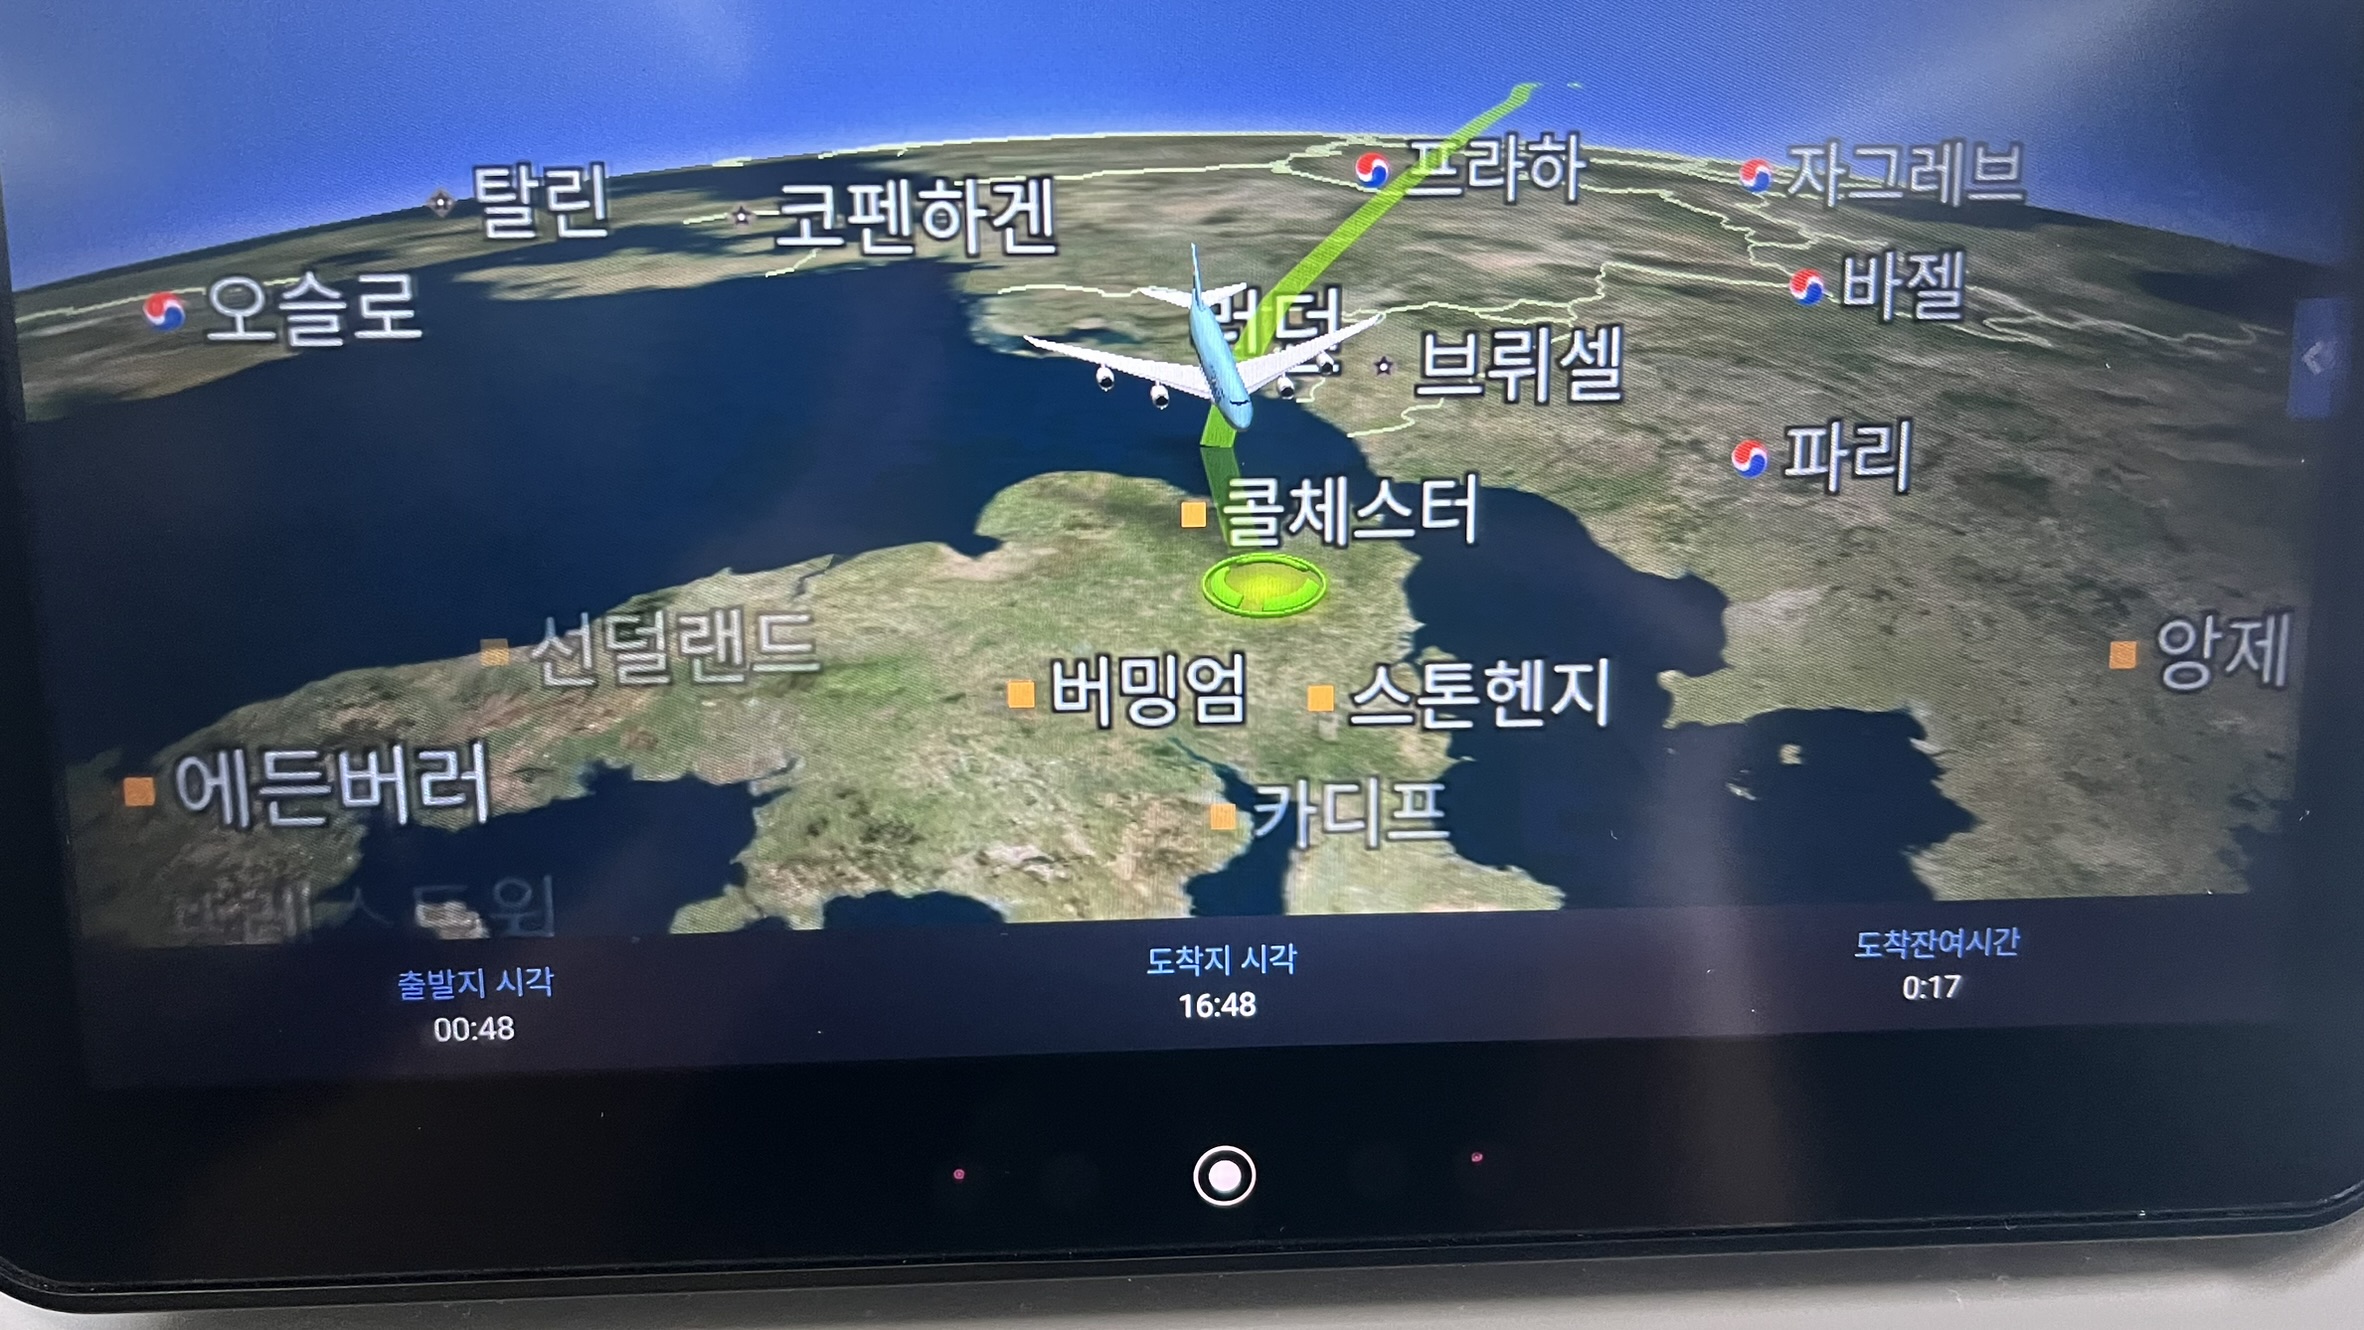 탈린
코펜하겐
프라하
자그레브
오슬로
바젤
브뤼셀
파리
콜체스터
선덜랜드
앙제
버밍엄
스톤헨지
에든버러
카디프
출발지 시각
00:48
도착지 시각
16:48
도착잔여시간
0:17